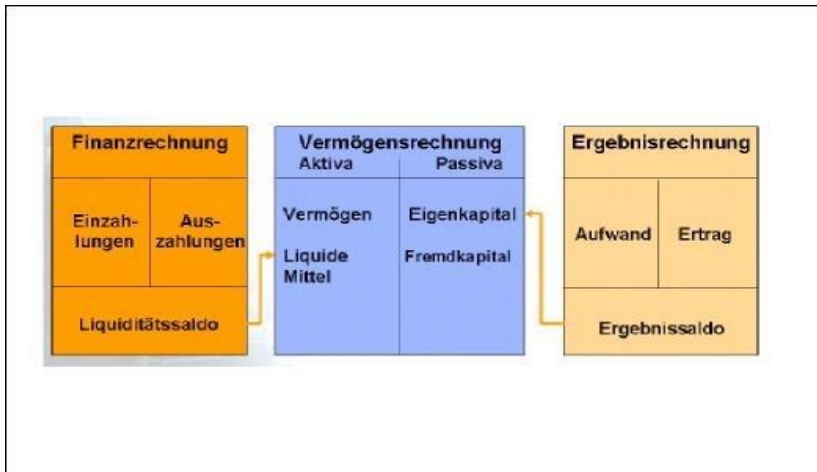 Finanzrechnung
Einzah-
lungen
Aus-
zahlungen
Liquiditätssaldo
Vermögensrechnung
Aktiva
Passiva
Vermögen
Liquide
Mittel
Eigenkapital
Fremdkapital
Ergebnisrechnung
Aufwand
Ertrag
Ergebnissaldo